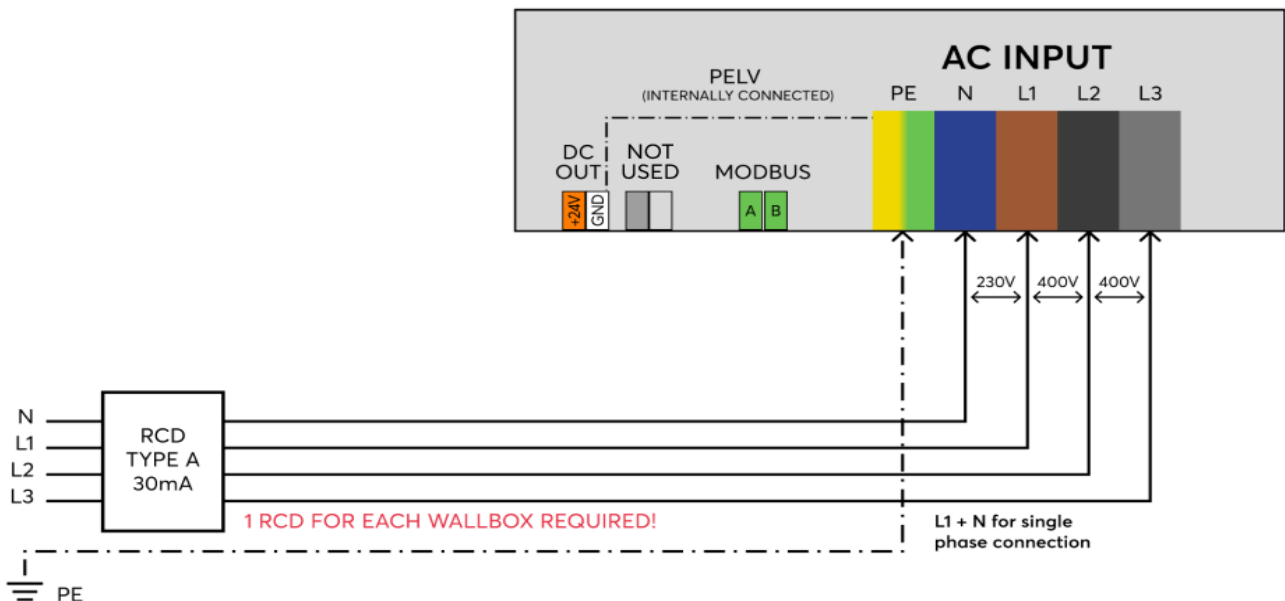 AC INPUT
PELV
(INTERNALLY CONNECTED)
PE N L1 L2 L3
DC
OUT
NOT
USED
MODBUS
+24V
GND
A B
230V 400V 400V
N
L1
L2
L3
RCD
TYPE A
30mA
1 RCD FOR EACH WALLBOX REQUIRED!
L1 + N for single
phase connection
PE